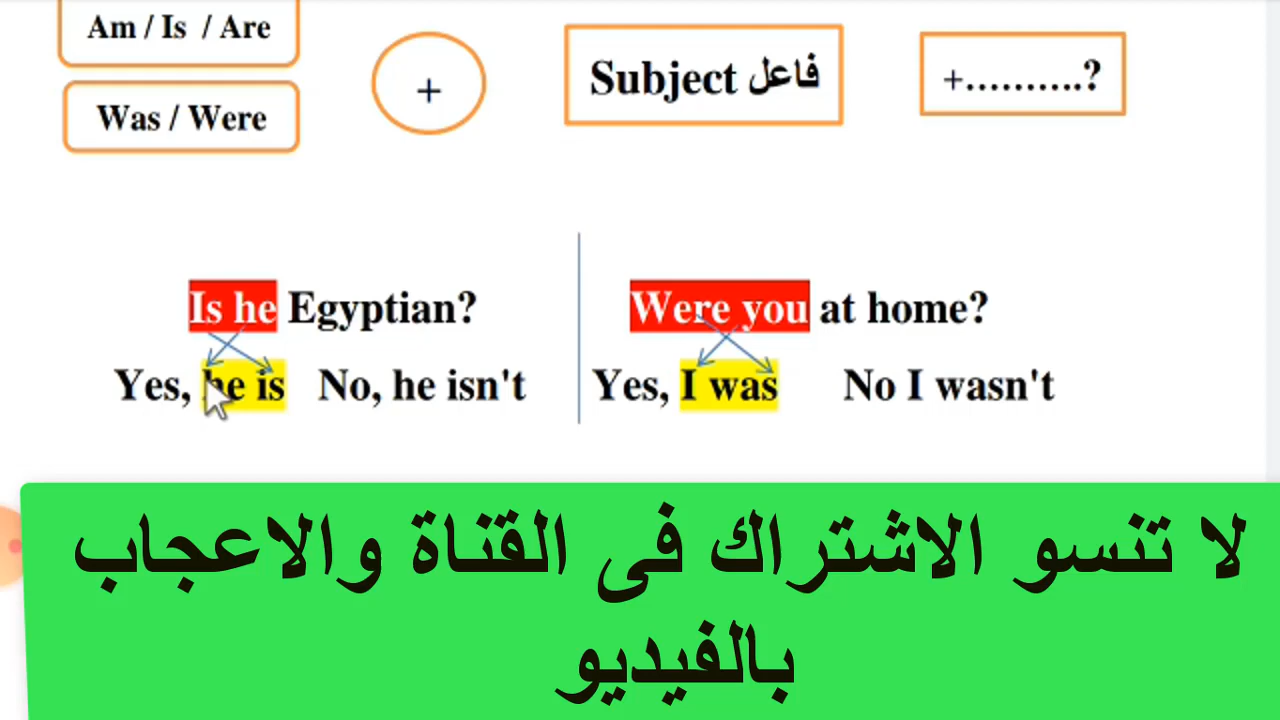 Am / Is / Are
Was / Were
+
Subject فاعل
+..........?
Is he Egyptian?
Yes, he is No, he isn't
Were you at home?
Yes, I was No I wasn't
لا تنسو الاشتراك فى القناة والاعجاب
بالفيديو